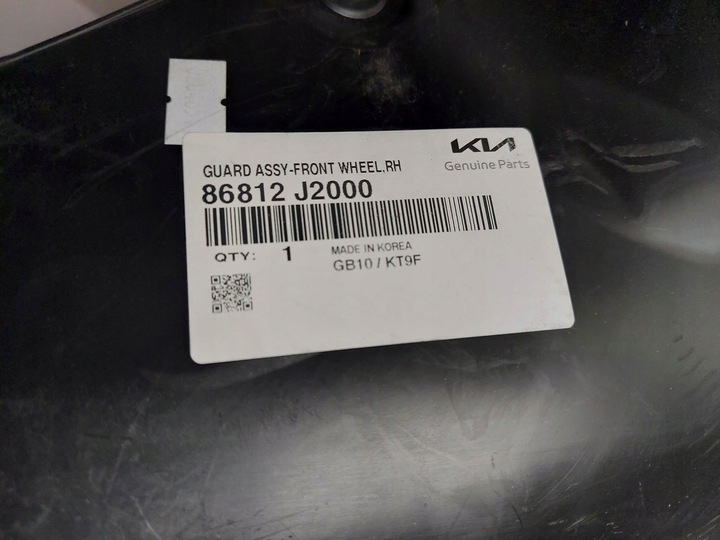 KIA
Genuine Parts
GUARD ASSY-FRONT WHEEL,RH
86812 J2000
QTY: 1 MADE IN KOREA
GB10 / KT9F